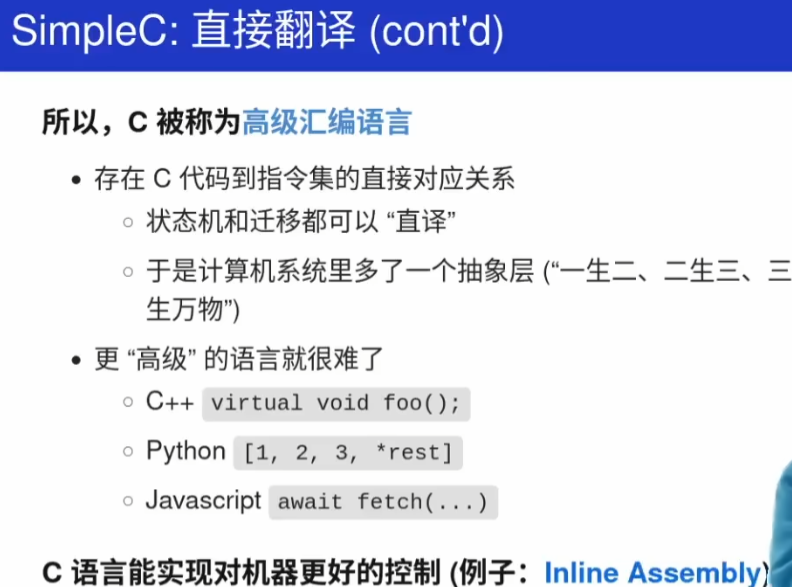 SimpleC: 直接翻译 (cont'd)
所以，C 被称为高级汇编语言
• 存在 C 代码到指令集的直接对应关系
○ 状态机和迁移都可以 “直译”
○ 于是计算机系统里多了一个抽象层 (“一生二、二生三、三
生万物”)
• 更 “高级” 的语言就很难了
○ C++ virtual void foo();
○ Python [1, 2, 3, *rest]
○ Javascript await fetch(...)
C 语言能实现对机器更好的控制 (例子：Inline Assembly)